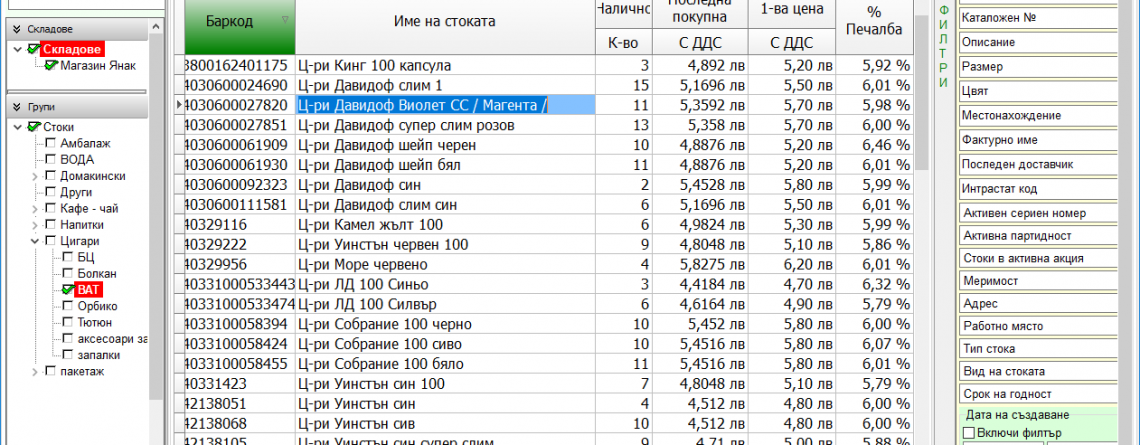 Складове
Складове
Магазин Янак
Групи
Стоки
Амбалаж
ВОДА
Домакински
Други
Кафе - чай
Напитки
Цигари
БЦ
Болкан
ВАТ
Орбико
Тютюн
аксесоари за
запалки
пакетаж
Баркод Име на стоката Налично Последна покупна 1-ва цена % Печалба
К-во С ДДС С ДДС
3800162401175 Ц-ри Кинг 100 капсула 3 4,892 лв 5,20 лв 5,92 %
4030600024690 Ц-ри Давидоф слим 1 15 5,1696 лв 5,50 лв 6,01 %
4030600027820 Ц-ри Давидоф Виолет СС / Магента / 11 5,3592 лв 5,70 лв 5,98 %
4030600027851 Ц-ри Давидоф супер слим розов 13 5,358 лв 5,70 лв 6,00 %
4030600061909 Ц-ри Давидоф шейп черен 10 4,8876 лв 5,20 лв 6,46 %
4030600061930 Ц-ри Давидоф шейп бял 11 4,8876 лв 5,20 лв 6,01 %
4030600092323 Ц-ри Давидоф син 2 5,4528 лв 5,80 лв 5,99 %
4030600111581 Ц-ри Давидоф слим син 6 5,1696 лв 5,50 лв 6,01 %
40329116 Ц-ри Камел жълт 100 6 4,9824 лв 5,30 лв 5,99 %
40329222 Ц-ри Уинстън червен 100 9 4,8048 лв 5,10 лв 5,86 %
40329956 Ц-ри Море червено 4 5,8275 лв 6,20 лв 6,01 %
4033100053344 Ц-ри ЛД 100 Синьо 3 4,4184 лв 4,70 лв 6,32 %
4033100053474 Ц-ри ЛД 100 Силвър 6 4,6164 лв 4,90 лв 5,79 %
4033100058394 Ц-ри Собрание 100 черно 10 5,452 лв 5,80 лв 6,00 %
4033100058424 Ц-ри Собрание 100 сиво 10 5,4516 лв 5,80 лв 6,07 %
4033100058455 Ц-ри Собрание 100 бяло 11 5,4516 лв 5,80 лв 6,01 %
40331423 Ц-ри Уинстън син 100 7 4,8048 лв 5,10 лв 5,79 %
42138051 Ц-ри Уинстън син 4 4,512 лв 4,80 лв 6,00 %
42138068 Ц-ри Уинстън сив 10 4,512 лв 4,80 лв 6,00 %
42138105 Ц-ри Уинстън син супер слим 9 4,71 лв 5,00 лв 5,88 %
ФИЛТРИ
Каталожен №
Описание
Размер
Цвят
Местонахождение
Фактурно име
Последен доставчик
Интрастат код
Активен сериен номер
Активна партидност
Стоки в активна акция
Меримост
Адрес
Работно място
Тип стока
Вид на стоката
Срок на годност
Дата на създаване
Включи филтър